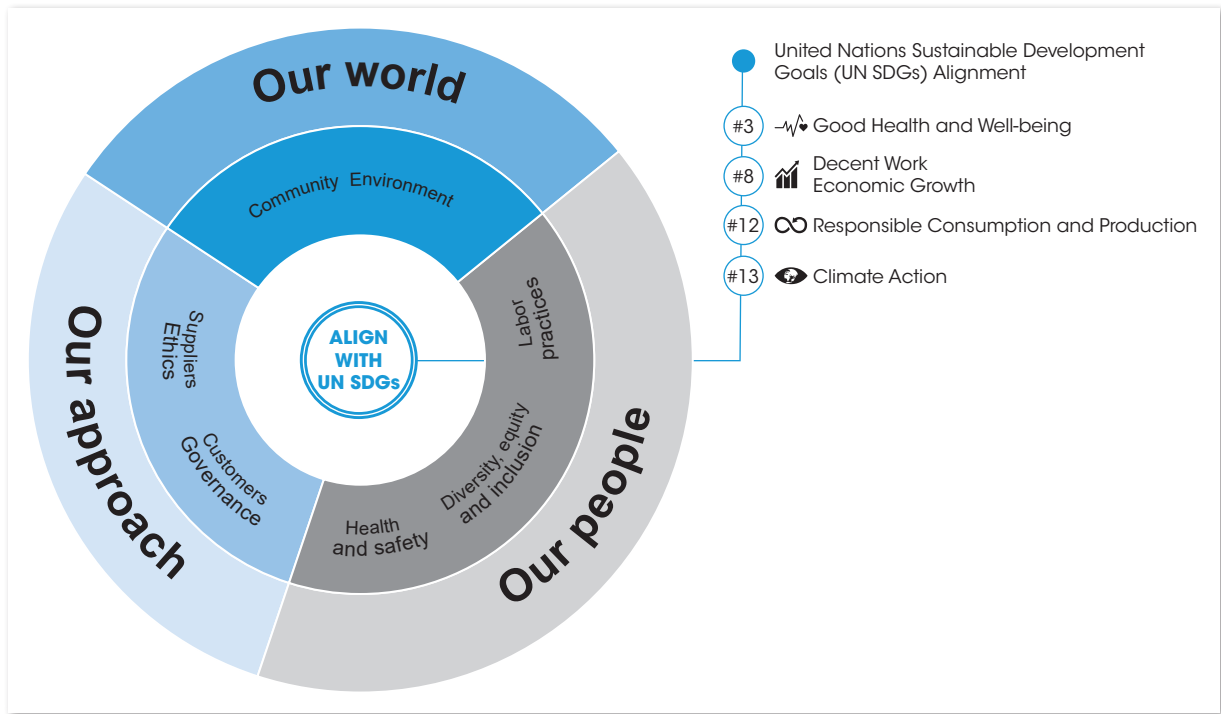 Our world
Community Environment
Our approach
Suppliers
Ethics
Customers
Governance
ALIGN
WITH
UN SDGs
Labor
practices
Diversity, equity
and inclusion
Health
and safety
Our people
United Nations Sustainable Development
Goals (UN SDGs) Alignment
#3 Good Health and Well-being
#8 Decent Work
Economic Growth
#12 Responsible Consumption and Production
#13 Climate Action